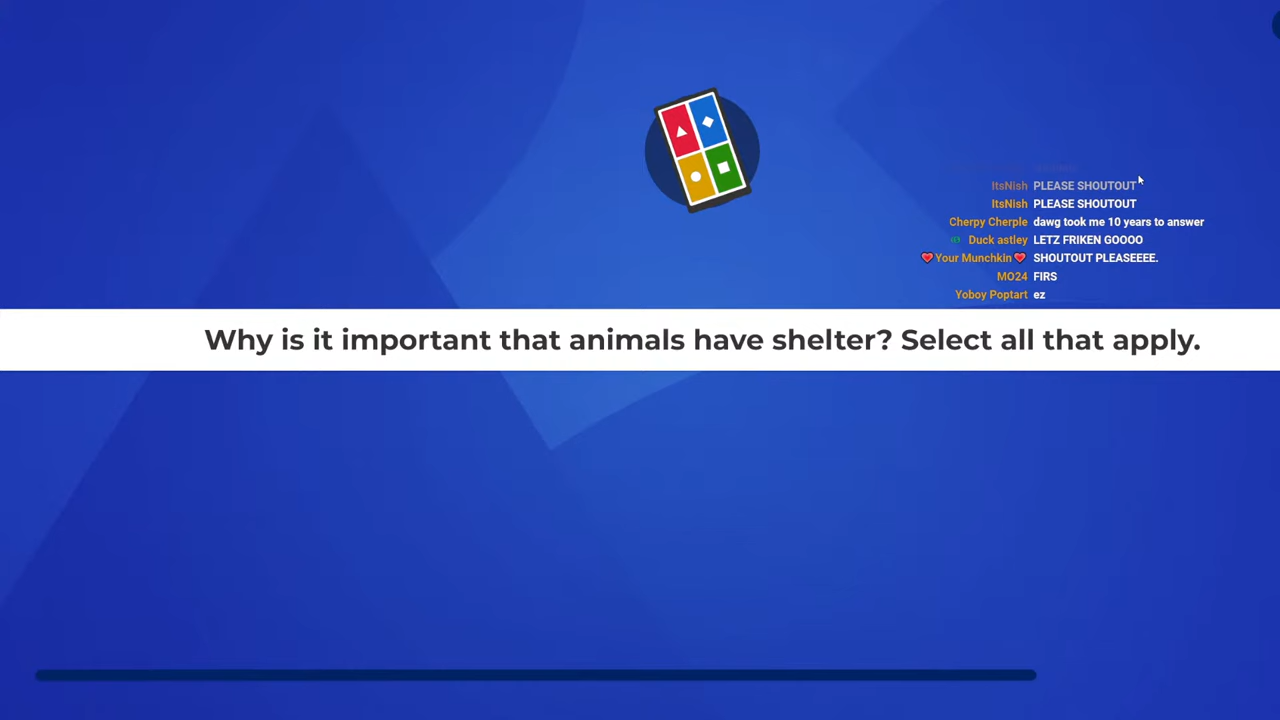 ItsNish PLEASE SHOUTOUT
ItsNish PLEASE SHOUTOUT
Cherpy Cherple dawg took me 10 years to answer
Duck astley LETZ FRIKEN GOOOO
❤️Your Munchkin❤️ SHOUTOUT PLEASEEEE.
MO24 FIRS
Yoboy Poptart ez
Why is it important that animals have shelter? Select all that apply.